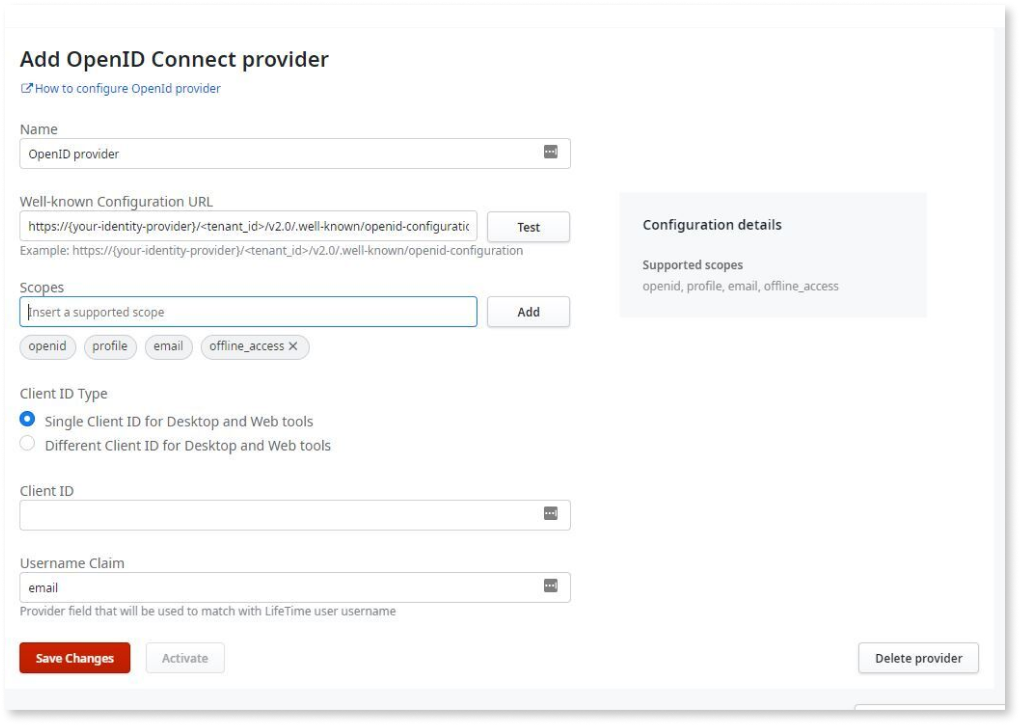 Add OpenID Connect provider
How to configure OpenId provider
Name
OpenID provider
Well-known Configuration URL
https://{your-identity-provider}/<tenant_id>/v2.0/.well-known/openid-configuratic
Test
Example: https://{your-identity-provider}/<tenant_id>/v2.0/.well-known/openid-configuration
Configuration details
Supported scopes
openid, profile, email, offline_access
Scopes
Insert a supported scope
Add
openid profile email offline_access ✕
Client ID Type
Single Client ID for Desktop and Web tools
Different Client ID for Desktop and Web tools
Client ID
Username Claim
email
Provider field that will be used to match with LifeTime user username
Save Changes
Activate
Delete provider